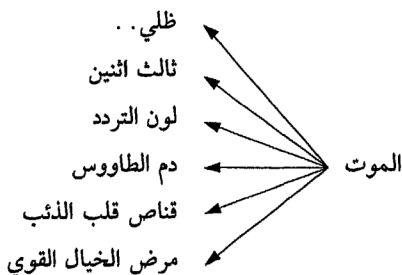 ظلي..
ثالث اثنين
لون التردد
دم الطاووس
الموت
قناص قلب الذئب
مرض الخيال القوي